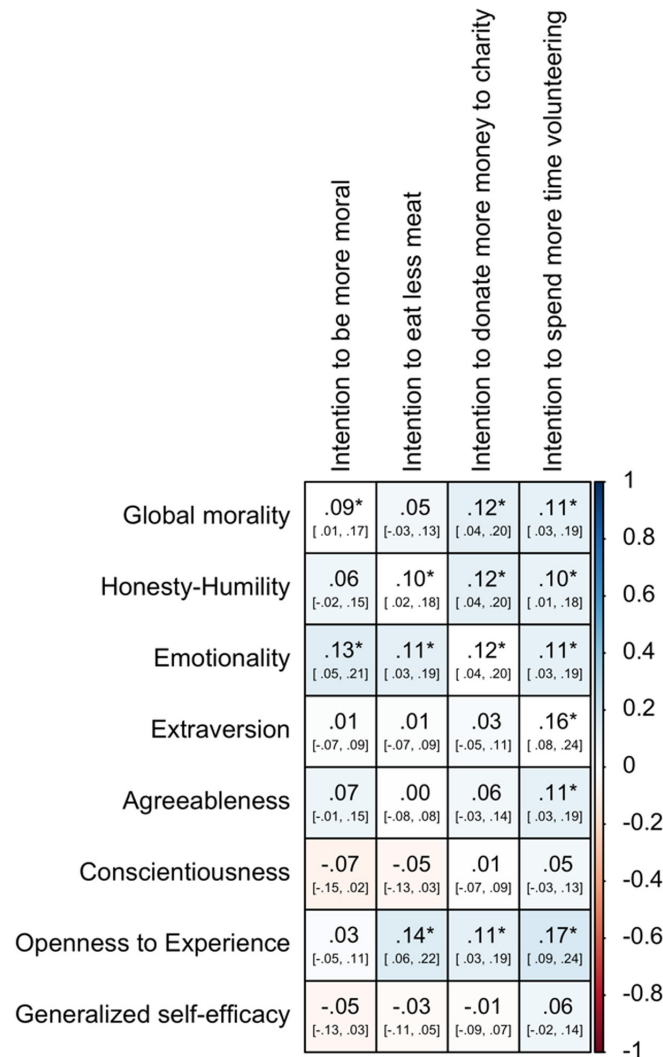 Intention to be more moral
Intention to eat less meat
Intention to donate more money to charity
Intention to spend more time volunteering
Global morality
.09* .05 .12* .11*
[ .01, .17] [-.03, .13] [ .04, .20] [ .03, .19]
Honesty-Humility
.06 .10* .12* .10*
[-.02, .15] [ .02, .18] [ .04, .20] [ .01, .18]
Emotionality
.13* .11* .12* .11*
[ .05, .21] [ .03, .19] [ .04, .20] [ .03, .19]
Extraversion
.01 .01 .03 .16*
[-.07, .09] [-.07, .09] [-.05, .11] [ .08, .24]
Agreeableness
.07 .00 .06 .11*
[-.01, .15] [-.08, .08] [-.03, .14] [ .03, .19]
Conscientiousness
-.07 -.05 .01 .05
[-.15, .02] [-.13, .03] [-.07, .09] [-.03, .13]
Openness to Experience
.03 .14* .11* .17*
[-.05, .11] [ .06, .22] [ .03, .19] [ .09, .24]
Generalized self-efficacy
-.05 -.03 -.01 .06
[-.13, .03] [-.11, .05] [-.09, .07] [-.02, .14]
1
0.8
0.6
0.4
0.2
0
-0.2
-0.4
-0.6
-0.8
-1